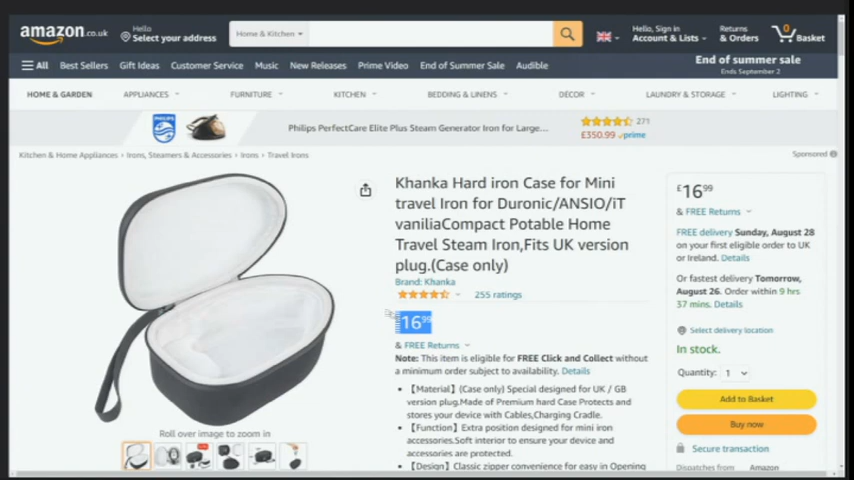 amazon.co.uk
Hello
Select your address
Home & Kitchen
Hello, Sign in
Account & Lists
Returns
& Orders
0
Basket
All Best Sellers Gift Ideas Customer Service Music New Releases Prime Video End of Summer Sale Audible
End of summer sale
Ends September 2
HOME & GARDEN APPLIANCES FURNITURE KITCHEN BEDDING & LINENS DÉCOR LAUNDRY & STORAGE LIGHTING
PHILIPS
Philips PerfectCare Elite Plus Steam Generator Iron for Large...
271
£350.99 prime
Kitchen & Home Appliances › Irons, Steamers & Accessories › Irons › Travel Irons
Sponsored
Khanka Hard iron Case for Mini
travel Iron for Duronic/ANSIO/iT
vaniliaCompact Potable Home
Travel Steam Iron,Fits UK version
plug.(Case only)
Brand: Khanka
255 ratings
16⁹⁹
& FREE Returns
Note: This item is eligible for FREE Click and Collect without
a minimum order subject to availability. Details
• 【Material】(Case only) Special designed for UK / GB
version plug.Made of Premium hard Case Protects and
stores your device with Cables,Charging Cradle.
• 【Function】Extra position designed for mini iron
accessories.Soft interior to ensure your device and
accessories are protected.
• 【Design】Classic zipper convenience for easy in Opening
Roll over image to zoom in
£16⁹⁹
& FREE Returns
FREE delivery Sunday, August 28
on your first eligible order to UK
or Ireland. Details
Or fastest delivery Tomorrow,
August 26. Order within 9 hrs
37 mins. Details
Select delivery location
In stock.
Quantity: 1
Add to Basket
Buy now
Secure transaction
Dispatches from Amazon